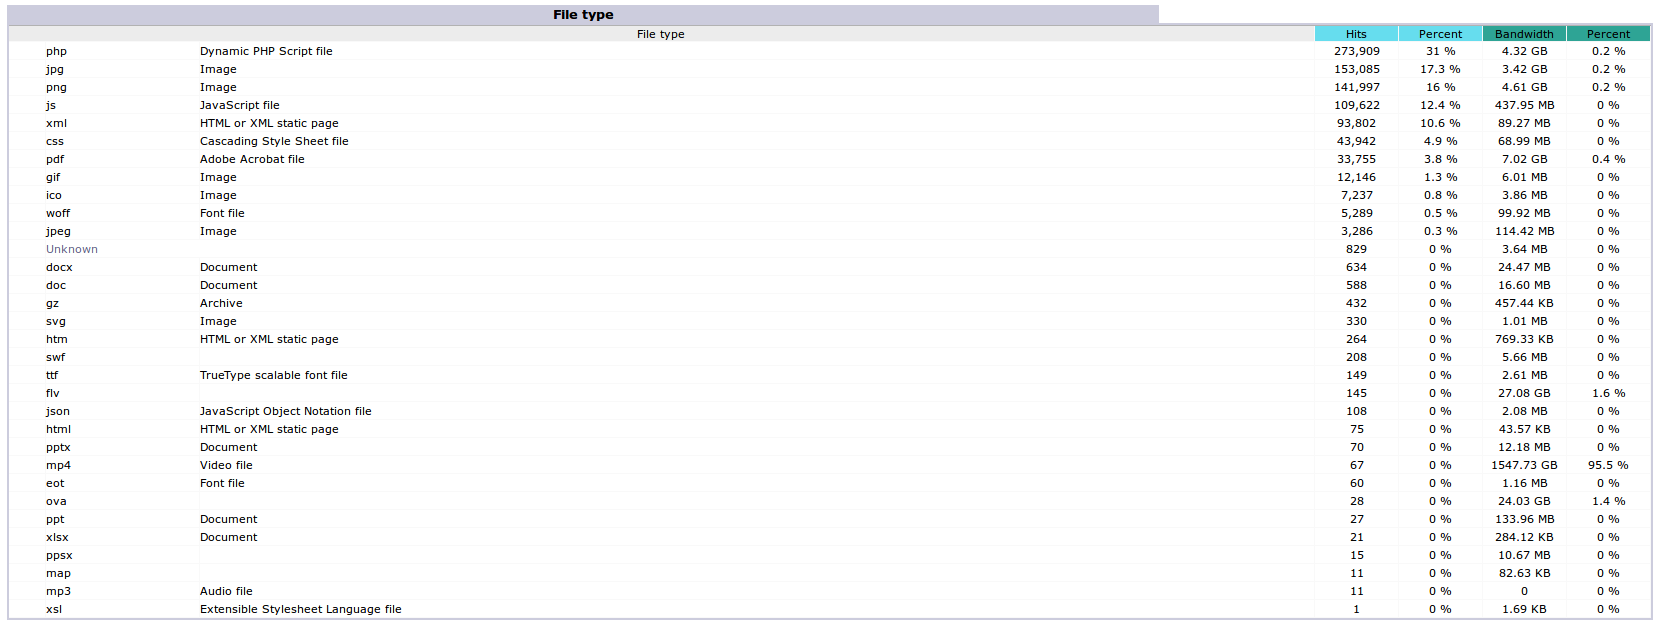 File type
File type Hits Percent Bandwidth Percent
php Dynamic PHP Script file 273,909 31 % 4.32 GB 0.2 %
jpg Image 153,085 17.3 % 3.42 GB 0.2 %
png Image 141,997 16 % 4.61 GB 0.2 %
js JavaScript file 109,622 12.4 % 437.95 MB 0 %
xml HTML or XML static page 93,802 10.6 % 89.27 MB 0 %
css Cascading Style Sheet file 43,942 4.9 % 68.99 MB 0 %
pdf Adobe Acrobat file 33,755 3.8 % 7.02 GB 0.4 %
gif Image 12,146 1.3 % 6.01 MB 0 %
ico Image 7,237 0.8 % 3.86 MB 0 %
woff Font file 5,289 0.5 % 99.92 MB 0 %
jpeg Image 3,286 0.3 % 114.42 MB 0 %
Unknown 829 0 % 3.64 MB 0 %
docx Document 634 0 % 24.47 MB 0 %
doc Document 588 0 % 16.60 MB 0 %
gz Archive 432 0 % 457.44 KB 0 %
svg Image 330 0 % 1.01 MB 0 %
htm HTML or XML static page 264 0 % 769.33 KB 0 %
swf 208 0 % 5.66 MB 0 %
ttf TrueType scalable font file 149 0 % 2.61 MB 0 %
flv 145 0 % 27.08 GB 1.6 %
json JavaScript Object Notation file 108 0 % 2.08 MB 0 %
html HTML or XML static page 75 0 % 43.57 KB 0 %
pptx Document 70 0 % 12.18 MB 0 %
mp4 Video file 67 0 % 1547.73 GB 95.5 %
eot Font file 60 0 % 1.16 MB 0 %
ova 28 0 % 24.03 GB 1.4 %
ppt Document 27 0 % 133.96 MB 0 %
xlsx Document 21 0 % 284.12 KB 0 %
ppsx 15 0 % 10.67 MB 0 %
map 11 0 % 82.63 KB 0 %
mp3 Audio file 11 0 % 0 0 %
xsl Extensible Stylesheet Language file 1 0 % 1.69 KB 0 %